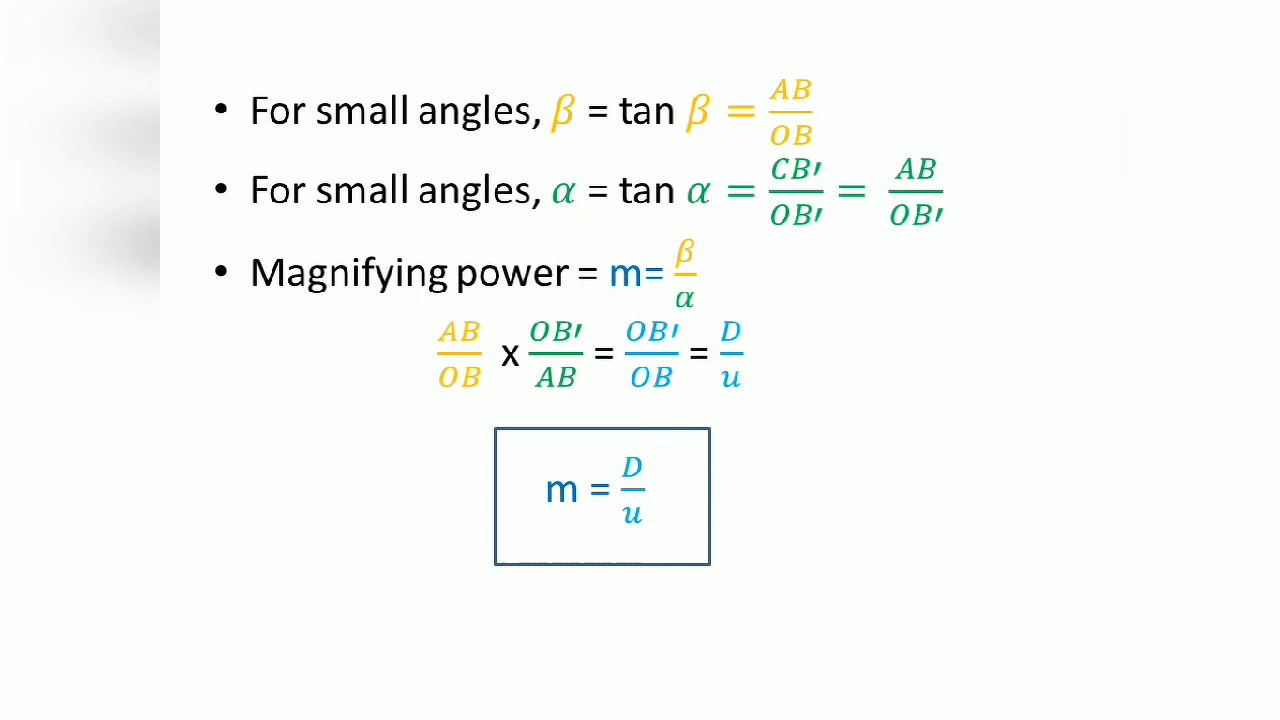 • For small angles, β = tan β = AB/OB
• For small angles, α = tan α = CB′/OB′ = AB/OB′
• Magnifying power = m= β/α
AB/OB x OB′/AB = OB′/OB = D/u
m = D/u